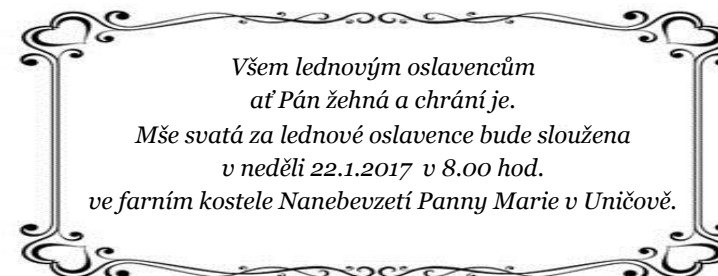 Všem lednovým oslavencům
ať Pán žehná a chrání je.
Mše svatá za lednové oslavence bude sloužena
v neděli 22.1.2017 v 8.00 hod.
ve farním kostele Nanebevzetí Panny Marie v Uničově.